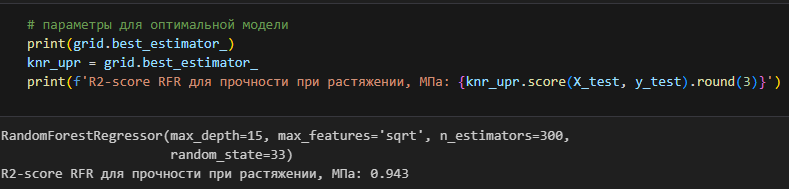 # параметры для оптимальной модели
print(grid.best_estimator_)
knr_upr = grid.best_estimator_
print(f'R2-score RFR для прочности при растяжении, МПа: {knr_upr.score(X_test, y_test).round(3)}')
RandomForestRegressor(max_depth=15, max_features='sqrt', n_estimators=300,
random_state=33)
R2-score RFR для прочности при растяжении, МПа: 0.943